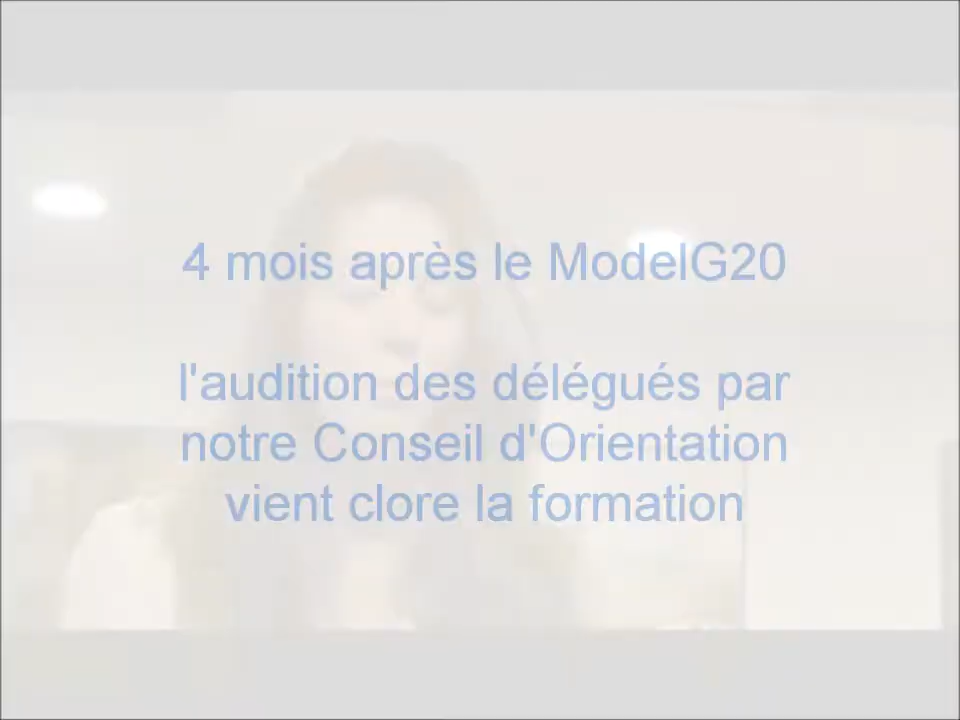 4 mois après le ModelG20
l'audition des délégués par
notre Conseil d'Orientation
vient clore la formation